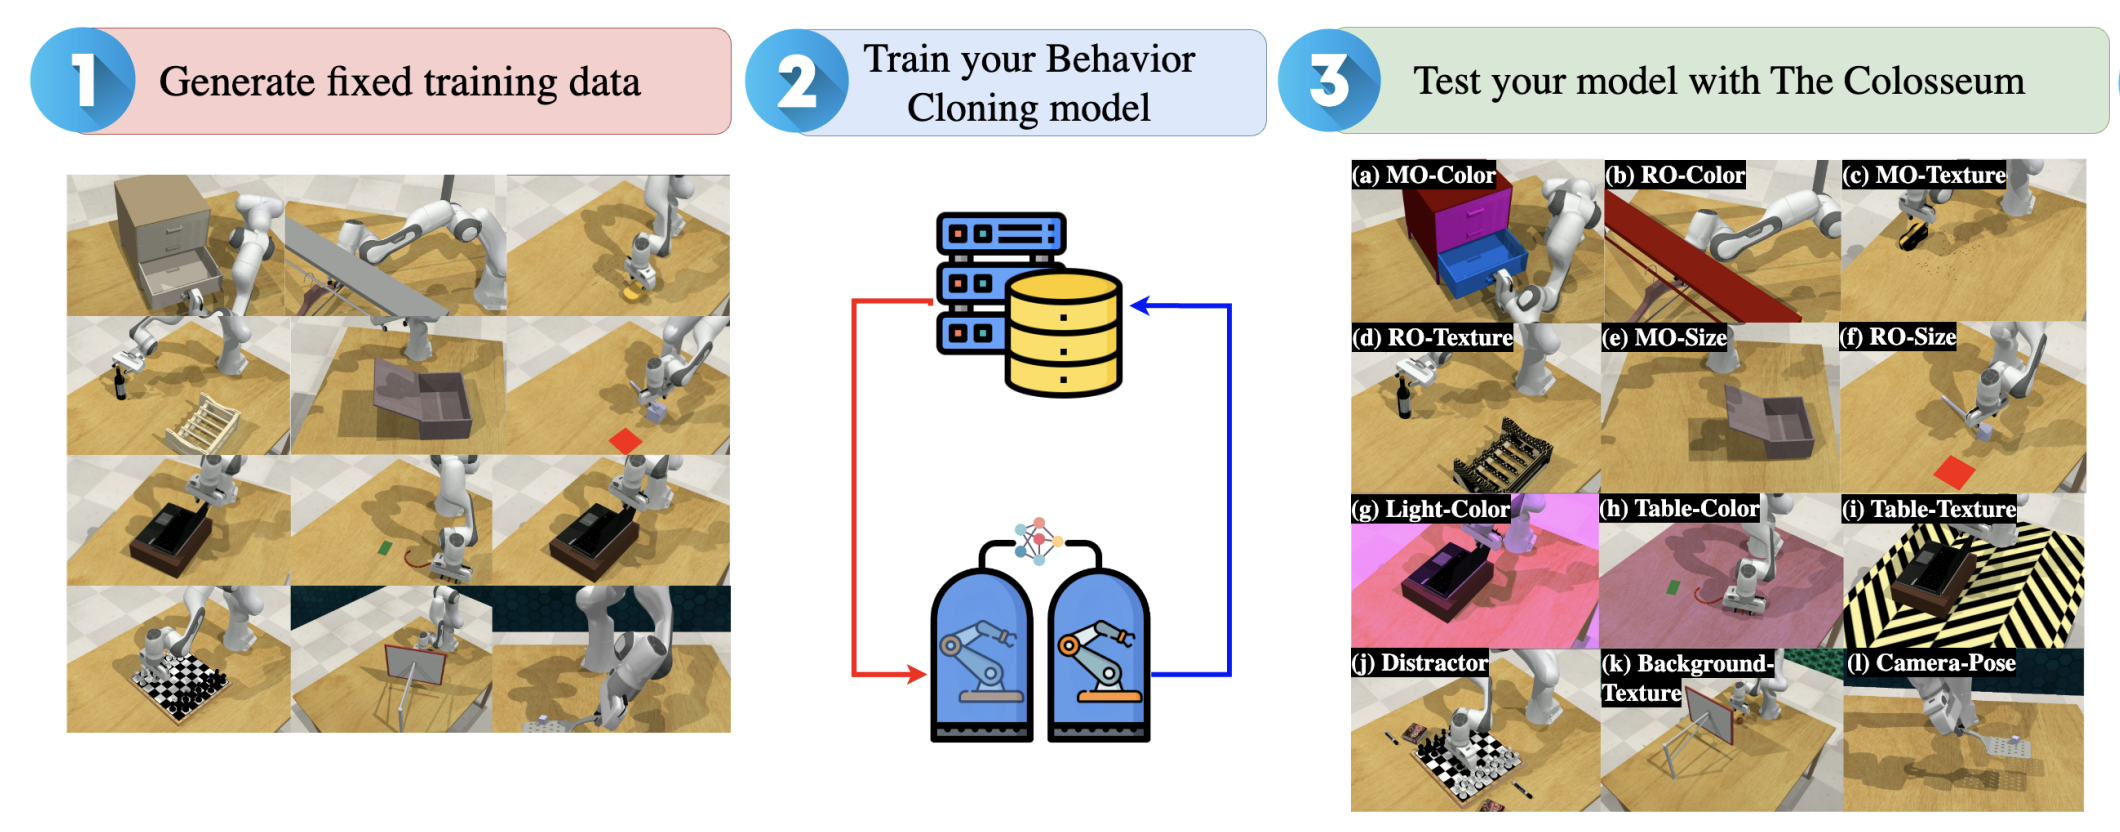 1
Generate fixed training data
2
Train your Behavior
Cloning model
3
Test your model with The Colosseum
(a) MO-Color
(b) RO-Color
(c) MO-Texture
(d) RO-Texture
(e) MO-Size
(f) RO-Size
(g) Light-Color
(h) Table-Color
(i) Table-Texture
(j) Distractor
(k) Background-
Texture
(l) Camera-Pose